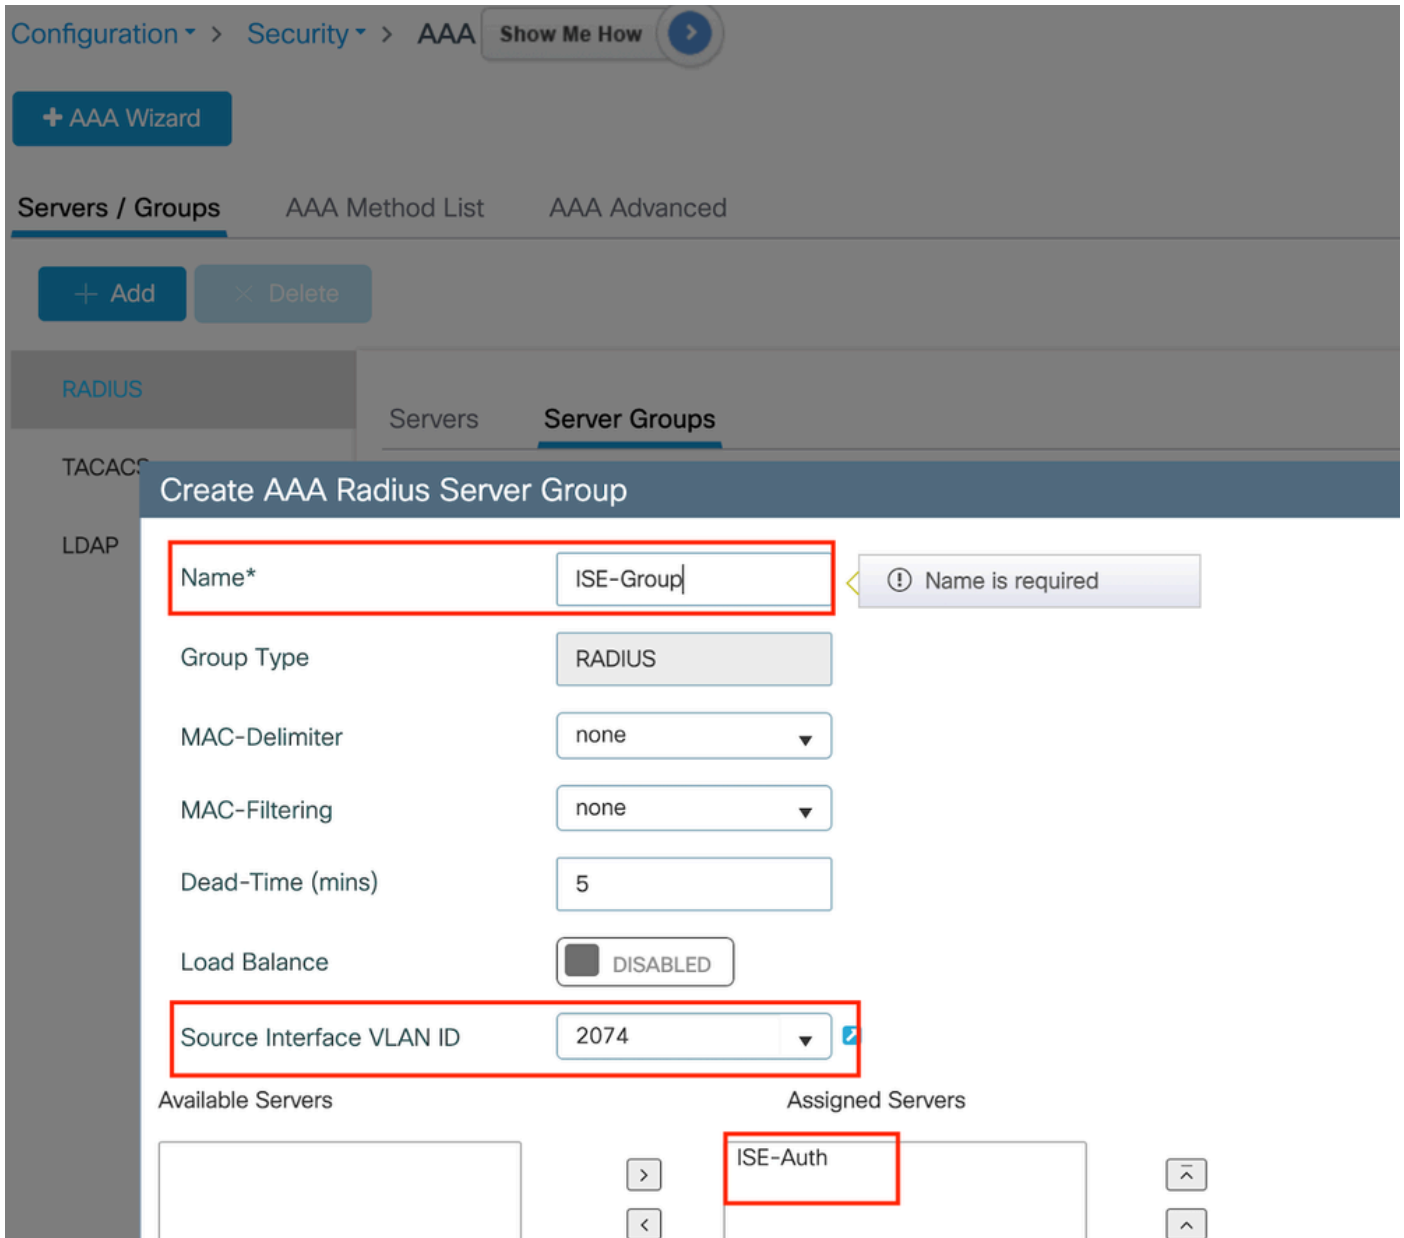 Configuration > Security > AAA Show Me How
+ AAA Wizard
Servers / Groups AAA Method List AAA Advanced
+ Add × Delete
RADIUS
Servers Server Groups
TACACS
Create AAA Radius Server Group
LDAP
Name* ISE-Group Name is required
Group Type RADIUS
MAC-Delimiter none
MAC-Filtering none
Dead-Time (mins) 5
Load Balance DISABLED
Source Interface VLAN ID 2074
Available Servers Assigned Servers
ISE-Auth